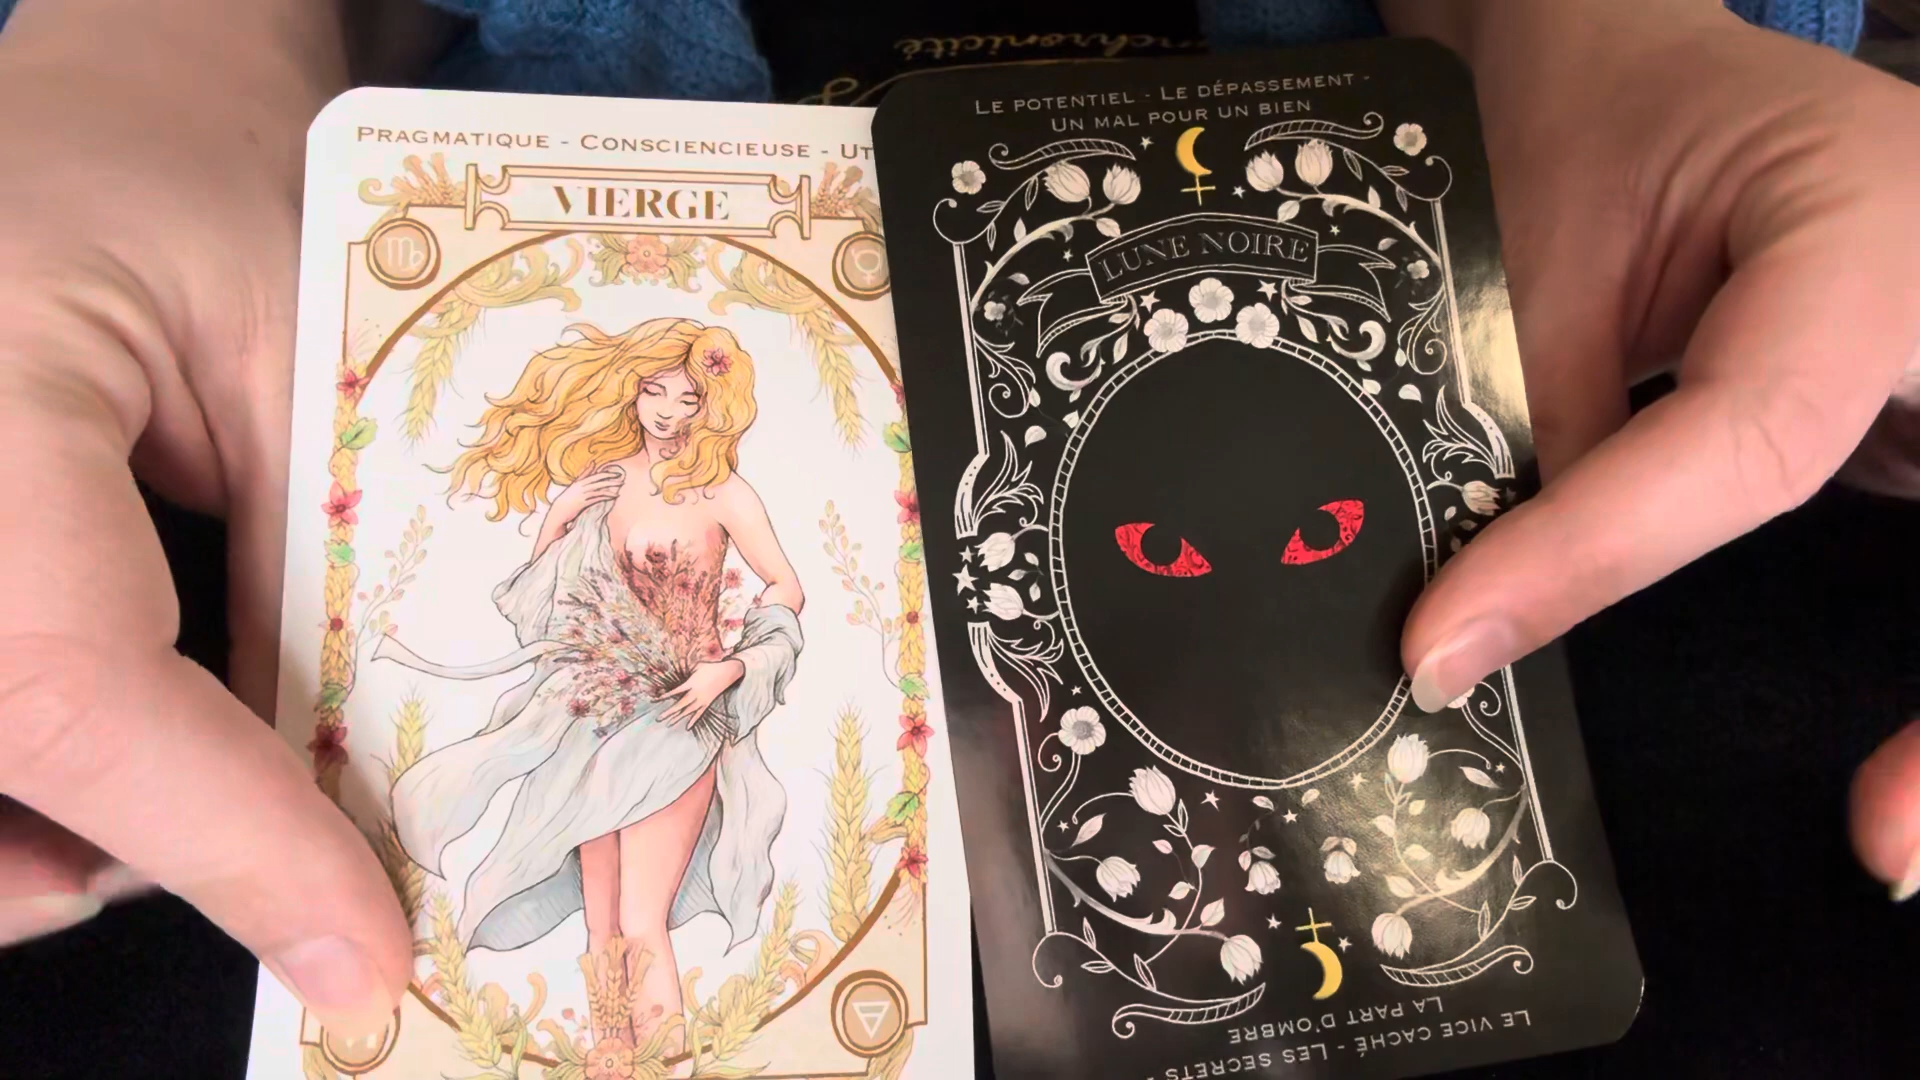 nchronicité
PRAGMATIQUE - CONSCIENCIEUSE - UT
VIERGE
LE POTENTIEL - LE DÉPASSEMENT -
UN MAL POUR UN BIEN
LUNE NOIRE
LE VICE CACHÉ - LES SECRETS -
LA PART D'OMBRE